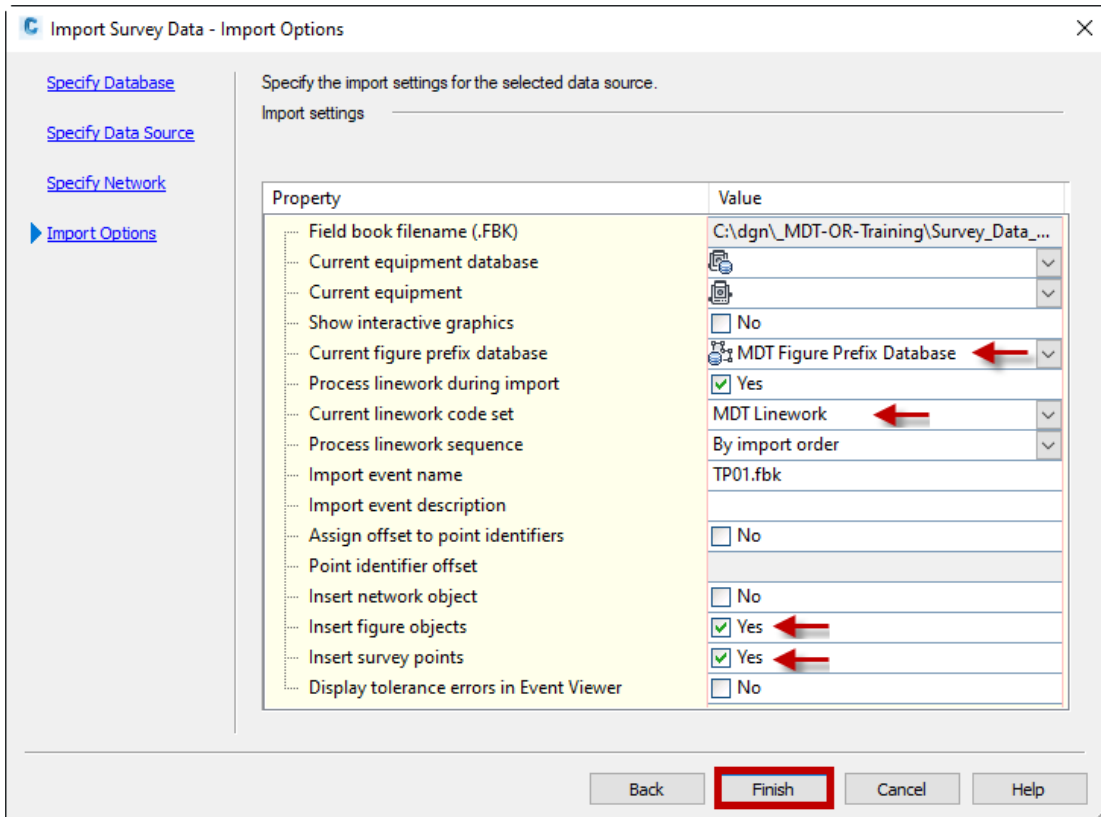 Import Survey Data - Import Options
Specify Database
Specify Data Source
Specify Network
Import Options
Specify the import settings for the selected data source.
Import settings
Property Value
Field book filename (.FBK) C:\dgn\_MDT-OR-Training\Survey_Data_...
Current equipment database
Current equipment
Show interactive graphics No
Current figure prefix database MDT Figure Prefix Database
Process linework during import Yes
Current linework code set MDT Linework
Process linework sequence By import order
Import event name TP01.fbk
Import event description
Assign offset to point identifiers No
Point identifier offset
Insert network object No
Insert figure objects Yes
Insert survey points Yes
Display tolerance errors in Event Viewer No
Back Finish Cancel Help